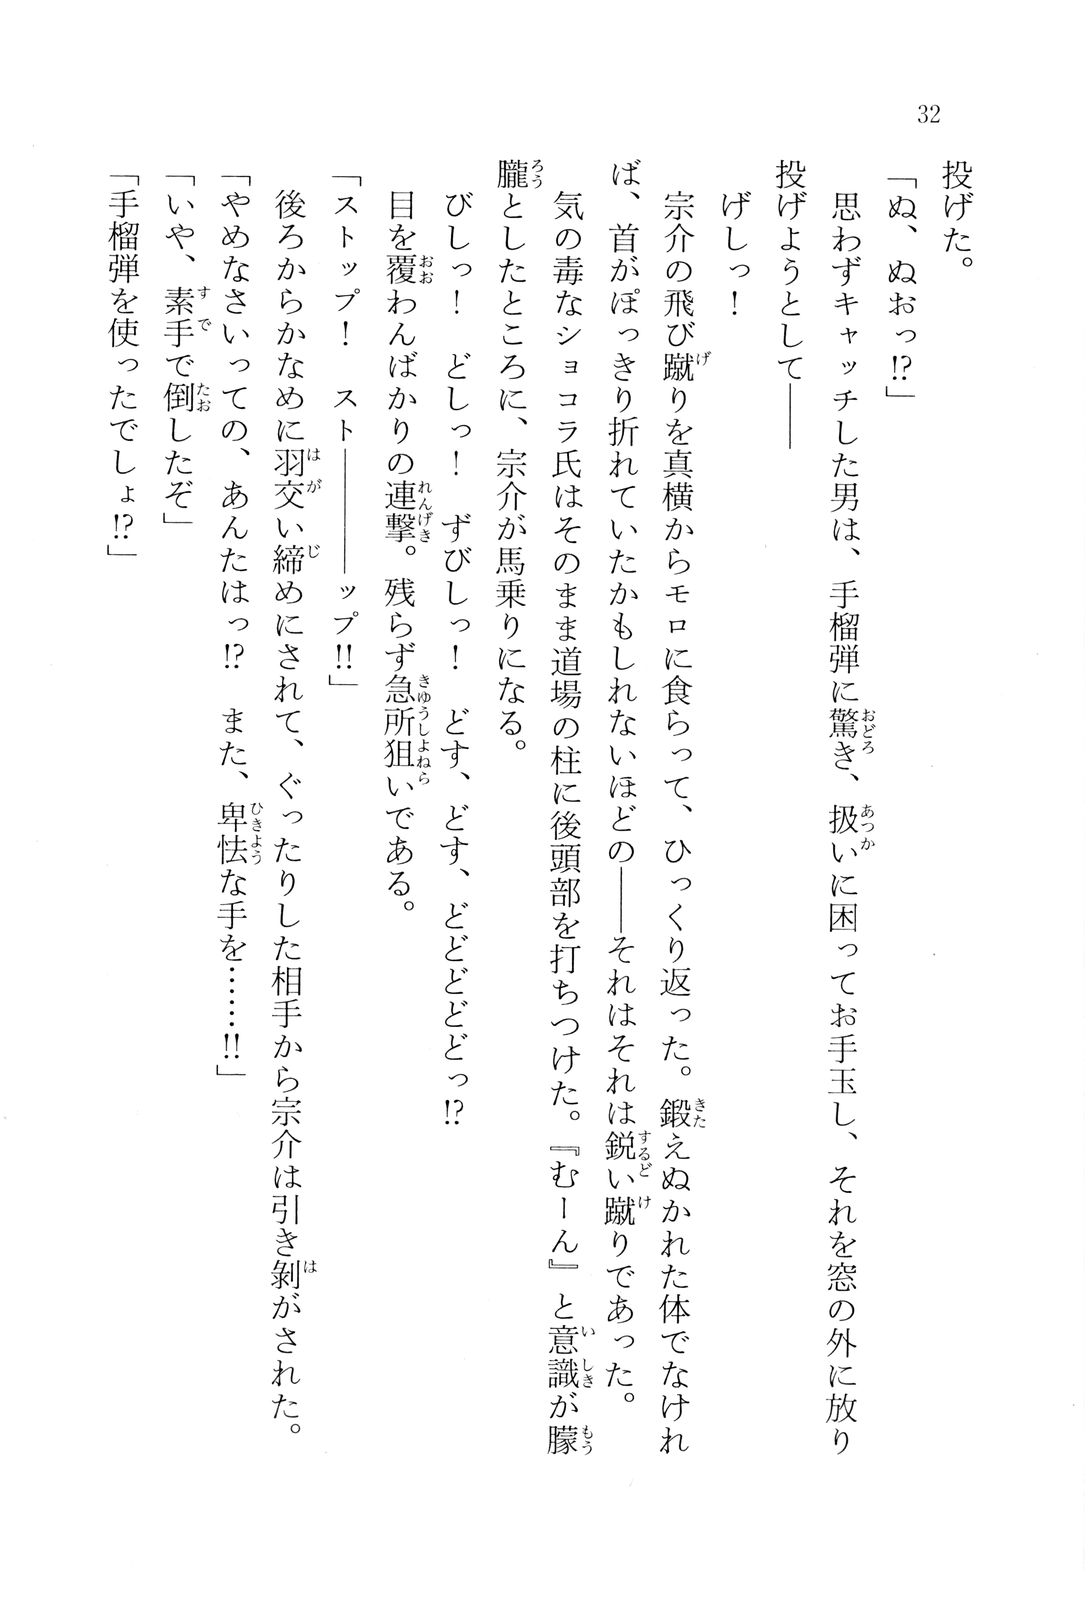 32
投げた。
「ぬ、ぬおっ!?」
思わずキャッチした男は、手榴弾に驚き、扱いに困ってお手玉し、それを窓の外に放り
投げようとして――
げしっ！
宗介の飛び蹴りを真横からモロに食らって、ひっくり返った。鍛えぬかれた体でなけれ
ば、首がぽっきり折れていたかもしれないほどの――それはそれは鋭い蹴りであった。
気の毒なショコラ氏はそのまま道場の柱に後頭部を打ちつけた。『むーん』と意識が朦
朧としたところに、宗介が馬乗りになる。
びしっ！　どしっ！　ずびしっ！　どす、どす、どどどどどっ!?
目を覆わんばかりの連撃。残らず急所狙いである。
「ストップ！　スト――――ップ!!」
後ろからかなめに羽交い締めにされて、ぐったりした相手から宗介は引き剝がされた。
「やめなさいっての、あんたはっ!?　また、卑怯な手を……!!」
「いや、素手で倒したぞ」
「手榴弾を使ったでしょ!?」